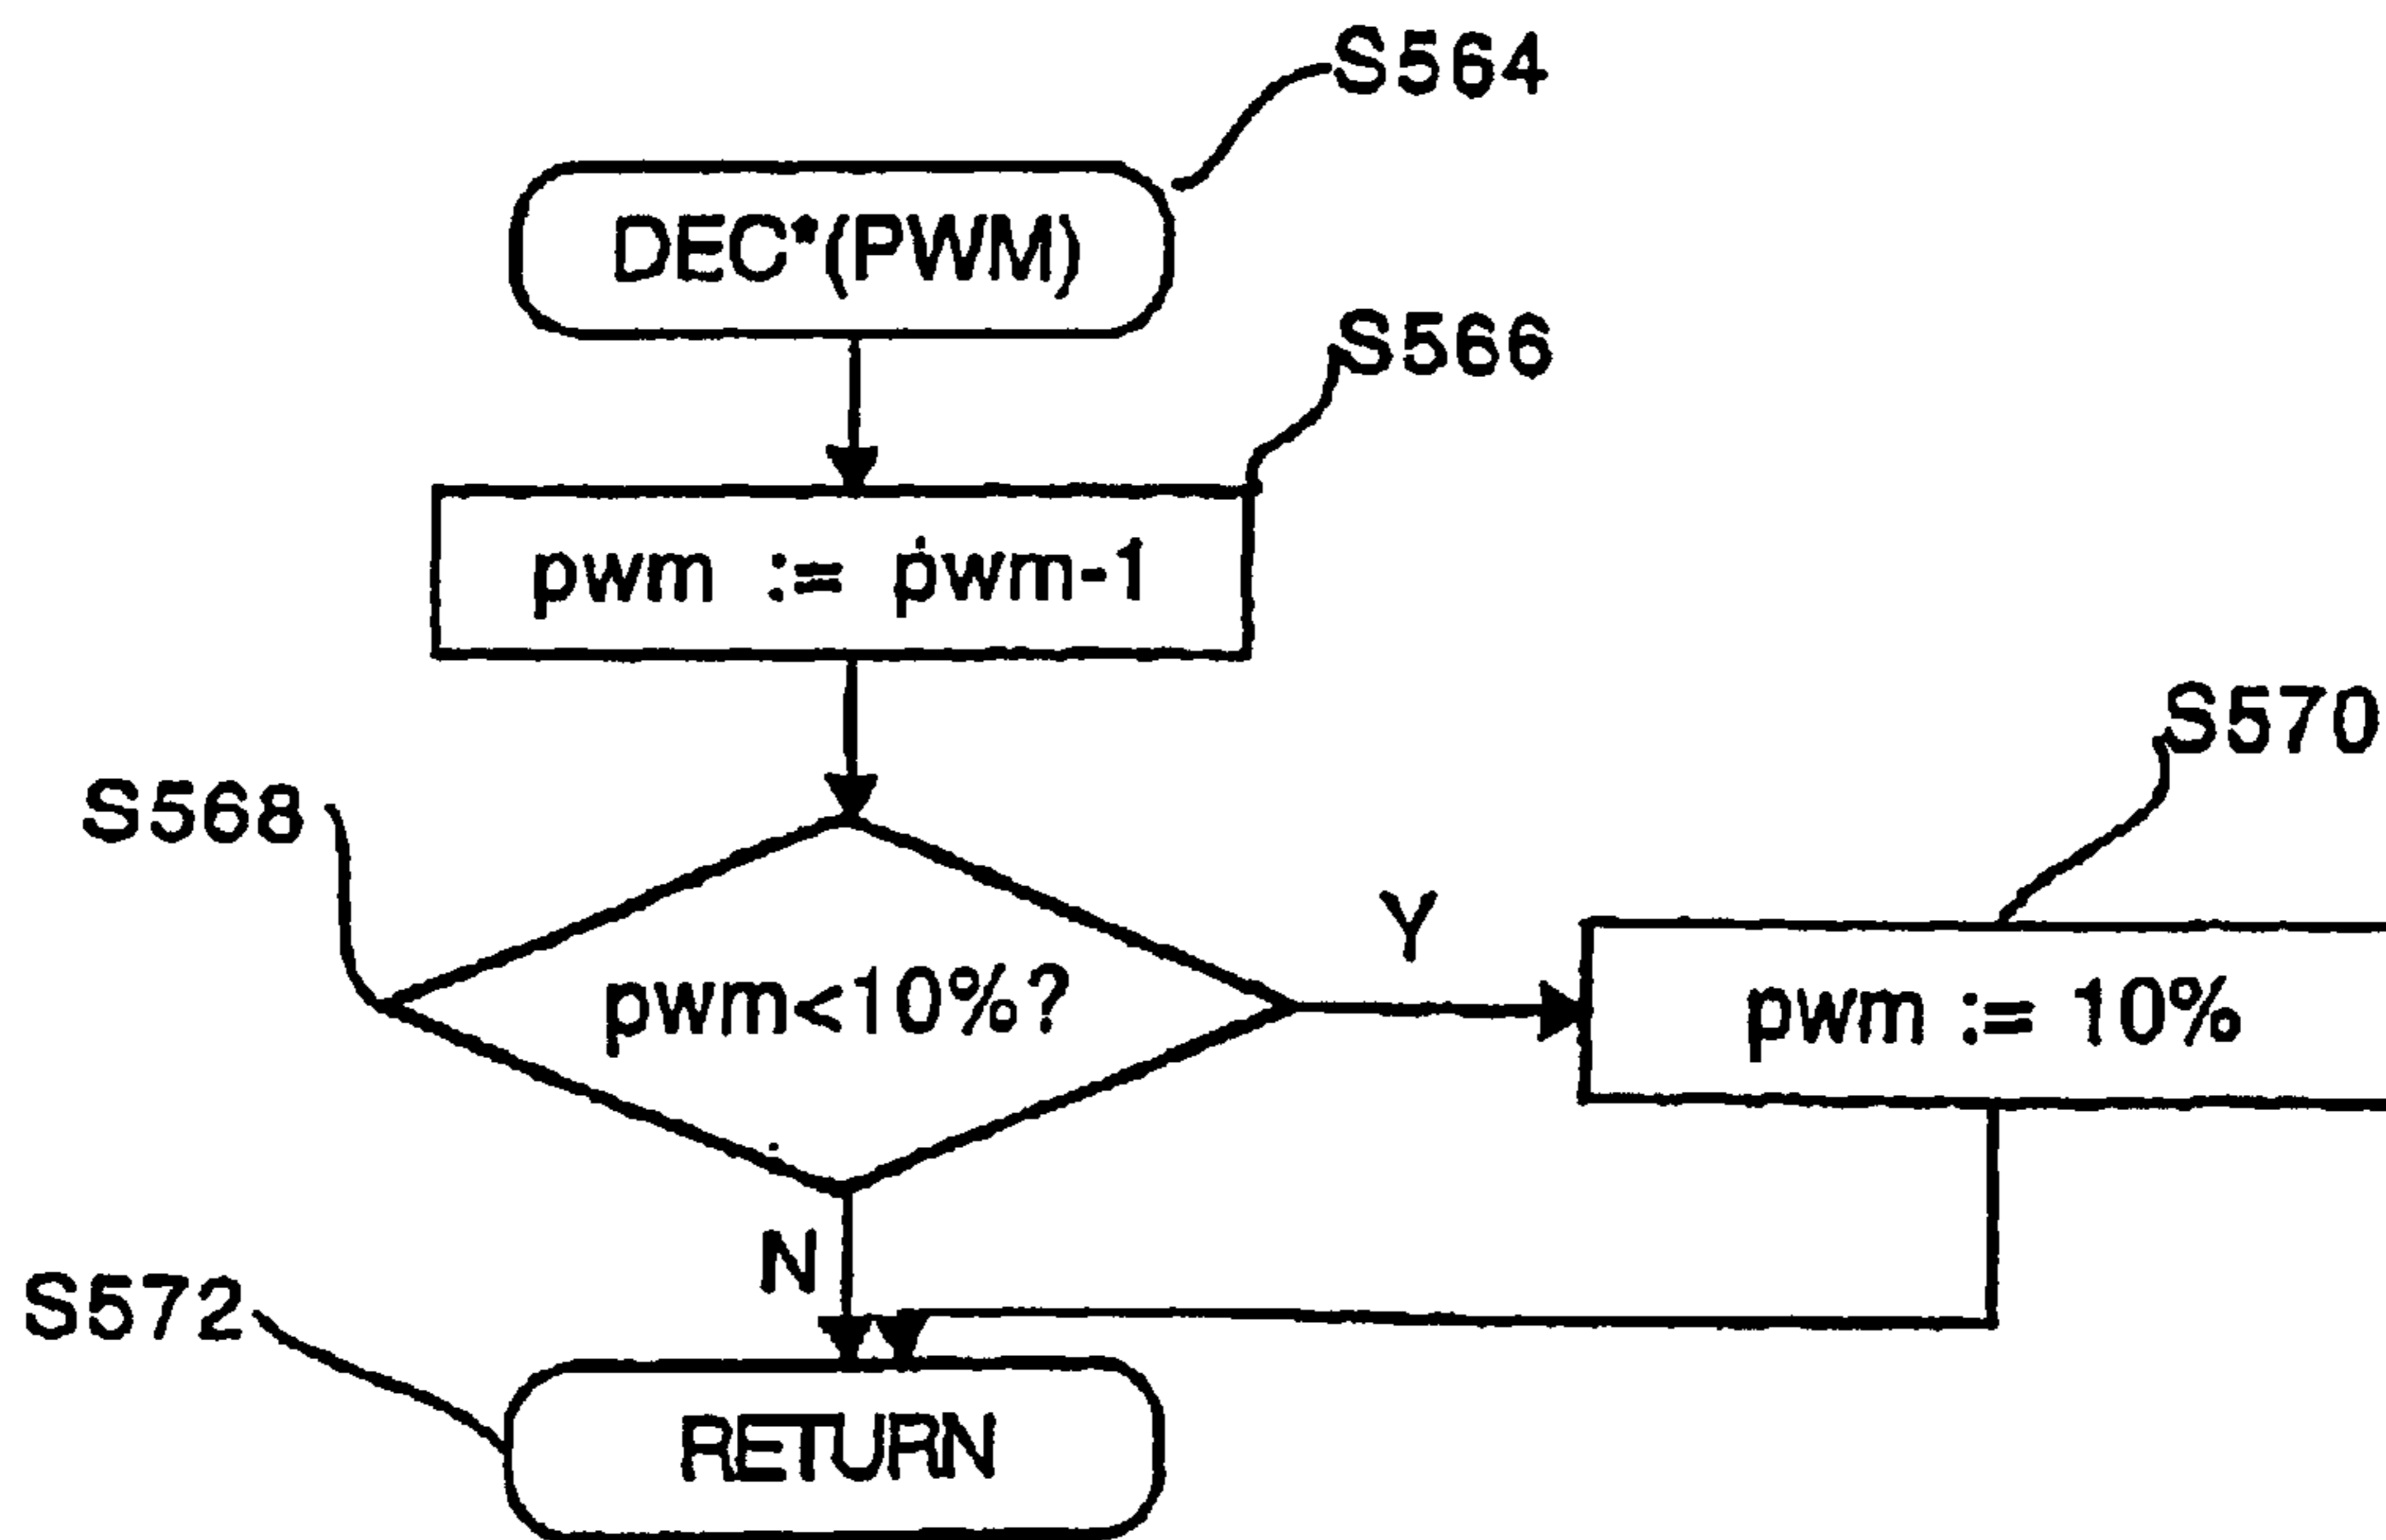 S564
DEC*(PWM)
S566
pwm := pwm-1
S570
S568
Y
pwm<10%?
pwm := 10%
N
S572
RETURN